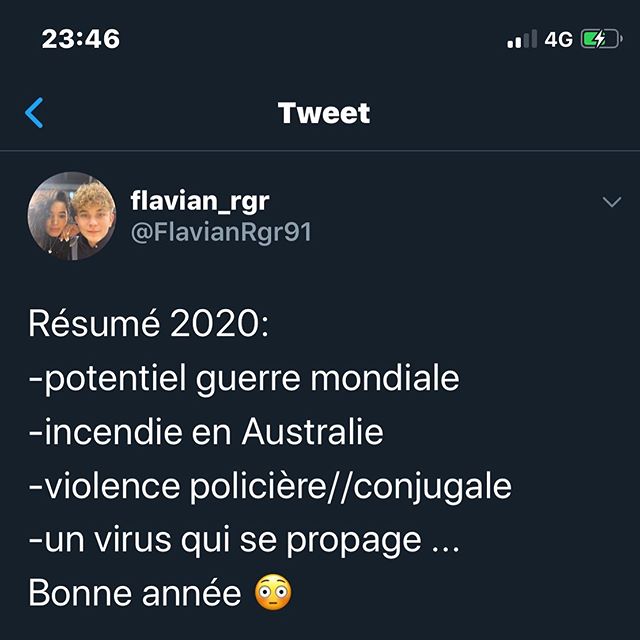 23:46
4G
Tweet
flavian_rgr
@FlavianRgr91
Résumé 2020:
-potentiel guerre mondiale
-incendie en Australie
-violence policière//conjugale
-un virus qui se propage ...
Bonne année 😳